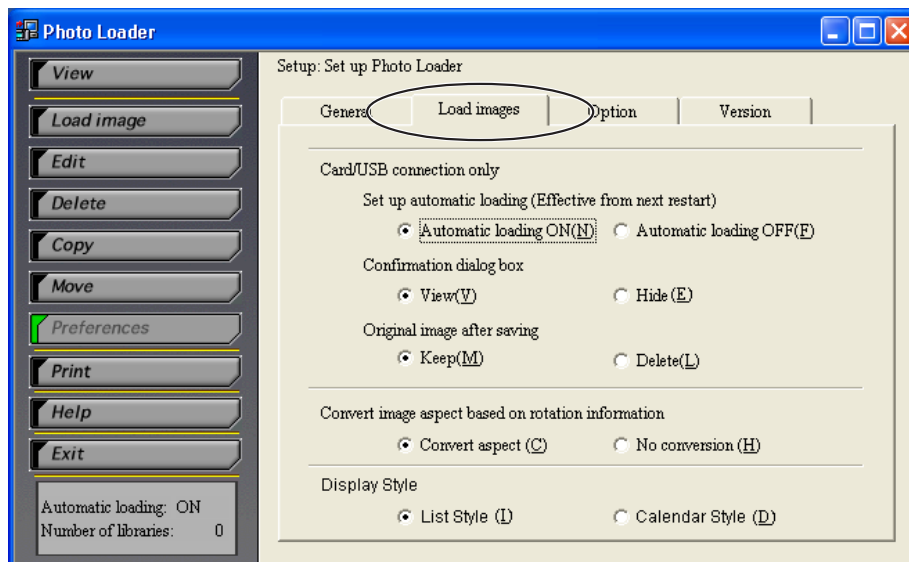 Photo Loader
View
Load image
Edit
Delete
Copy
Move
Preferences
Print
Help
Exit
Automatic loading: ON
Number of libraries: 0
Setup: Set up Photo Loader
General Load images Option Version
Card/USB connection only
Set up automatic loading (Effective from next restart)
Automatic loading ON(N) Automatic loading OFF(F)
Confirmation dialog box
View(V) Hide (E)
Original image after saving
Keep(M) Delete(L)
Convert image aspect based on rotation information
Convert aspect (C) No conversion (H)
Display Style
List Style (I) Calendar Style (D)